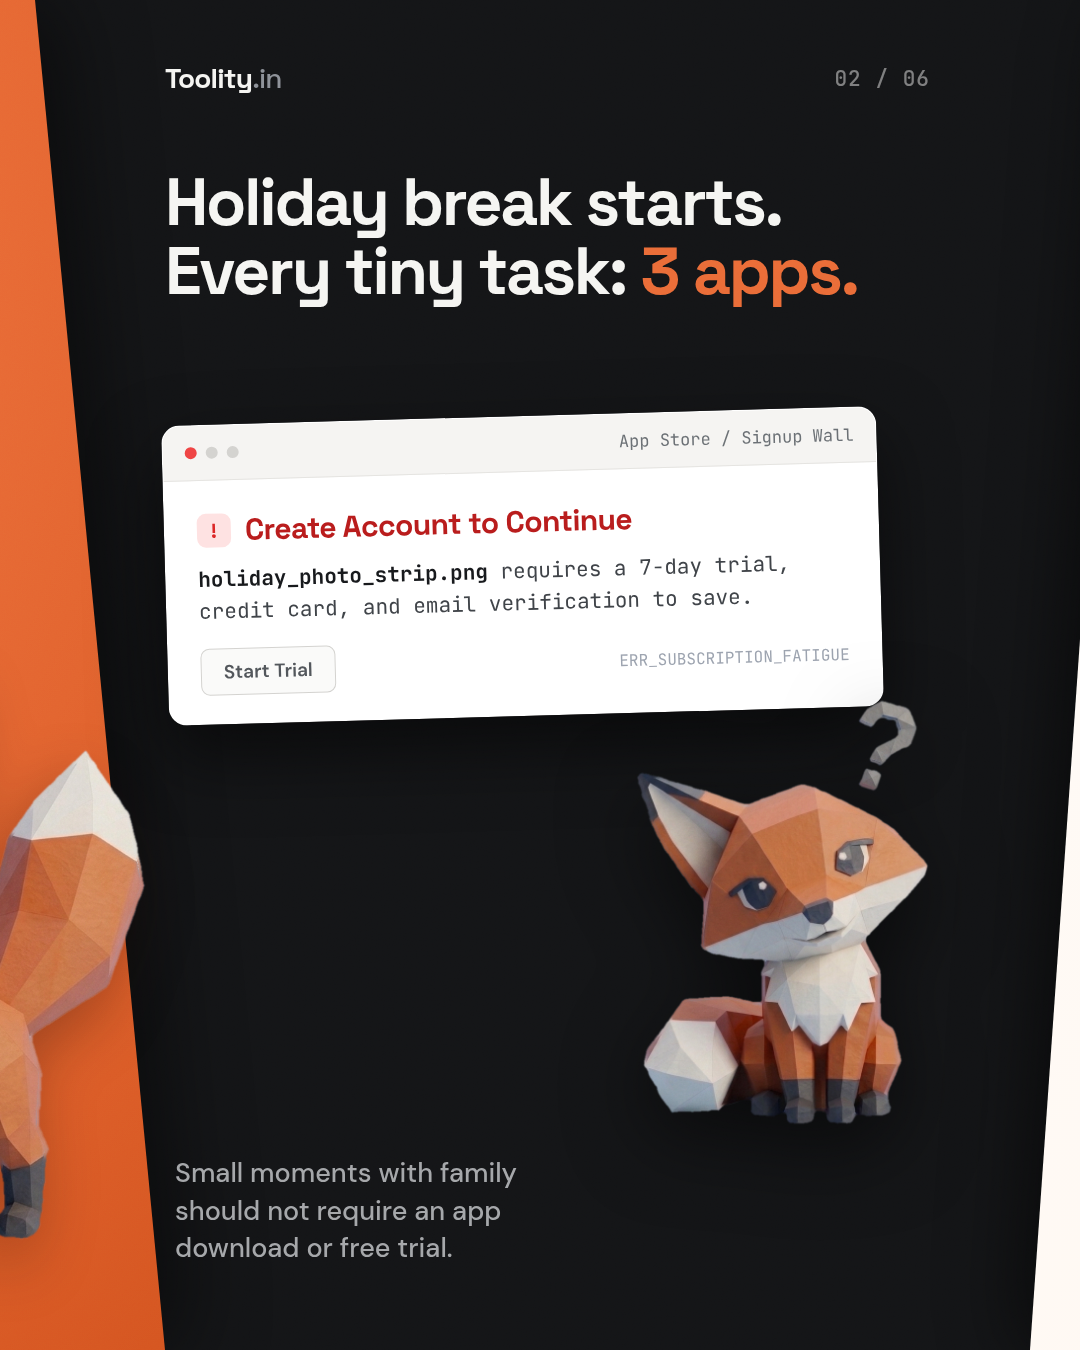 Toolity.in
02 / 06
Holiday break starts.
Every tiny task: 3 apps.
App Store / Signup Wall
! Create Account to Continue
holiday_photo_strip.png requires a 7-day trial,
credit card, and email verification to save.
Start Trial
ERR_SUBSCRIPTION_FATIGUE
?
Small moments with family
should not require an app
download or free trial.